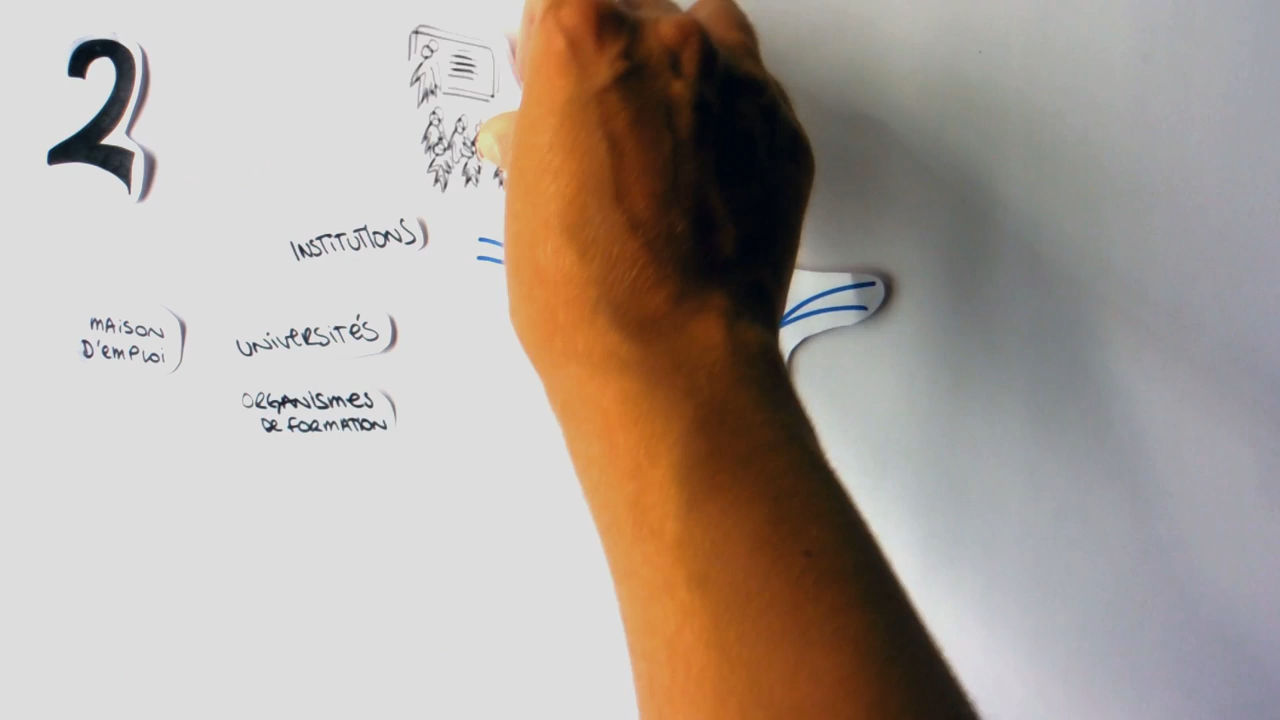 2
INSTITUTIONS
MAISON
D'EMPLOI
UNIVERSITÉS
ORGANISMES
DE FORMATION